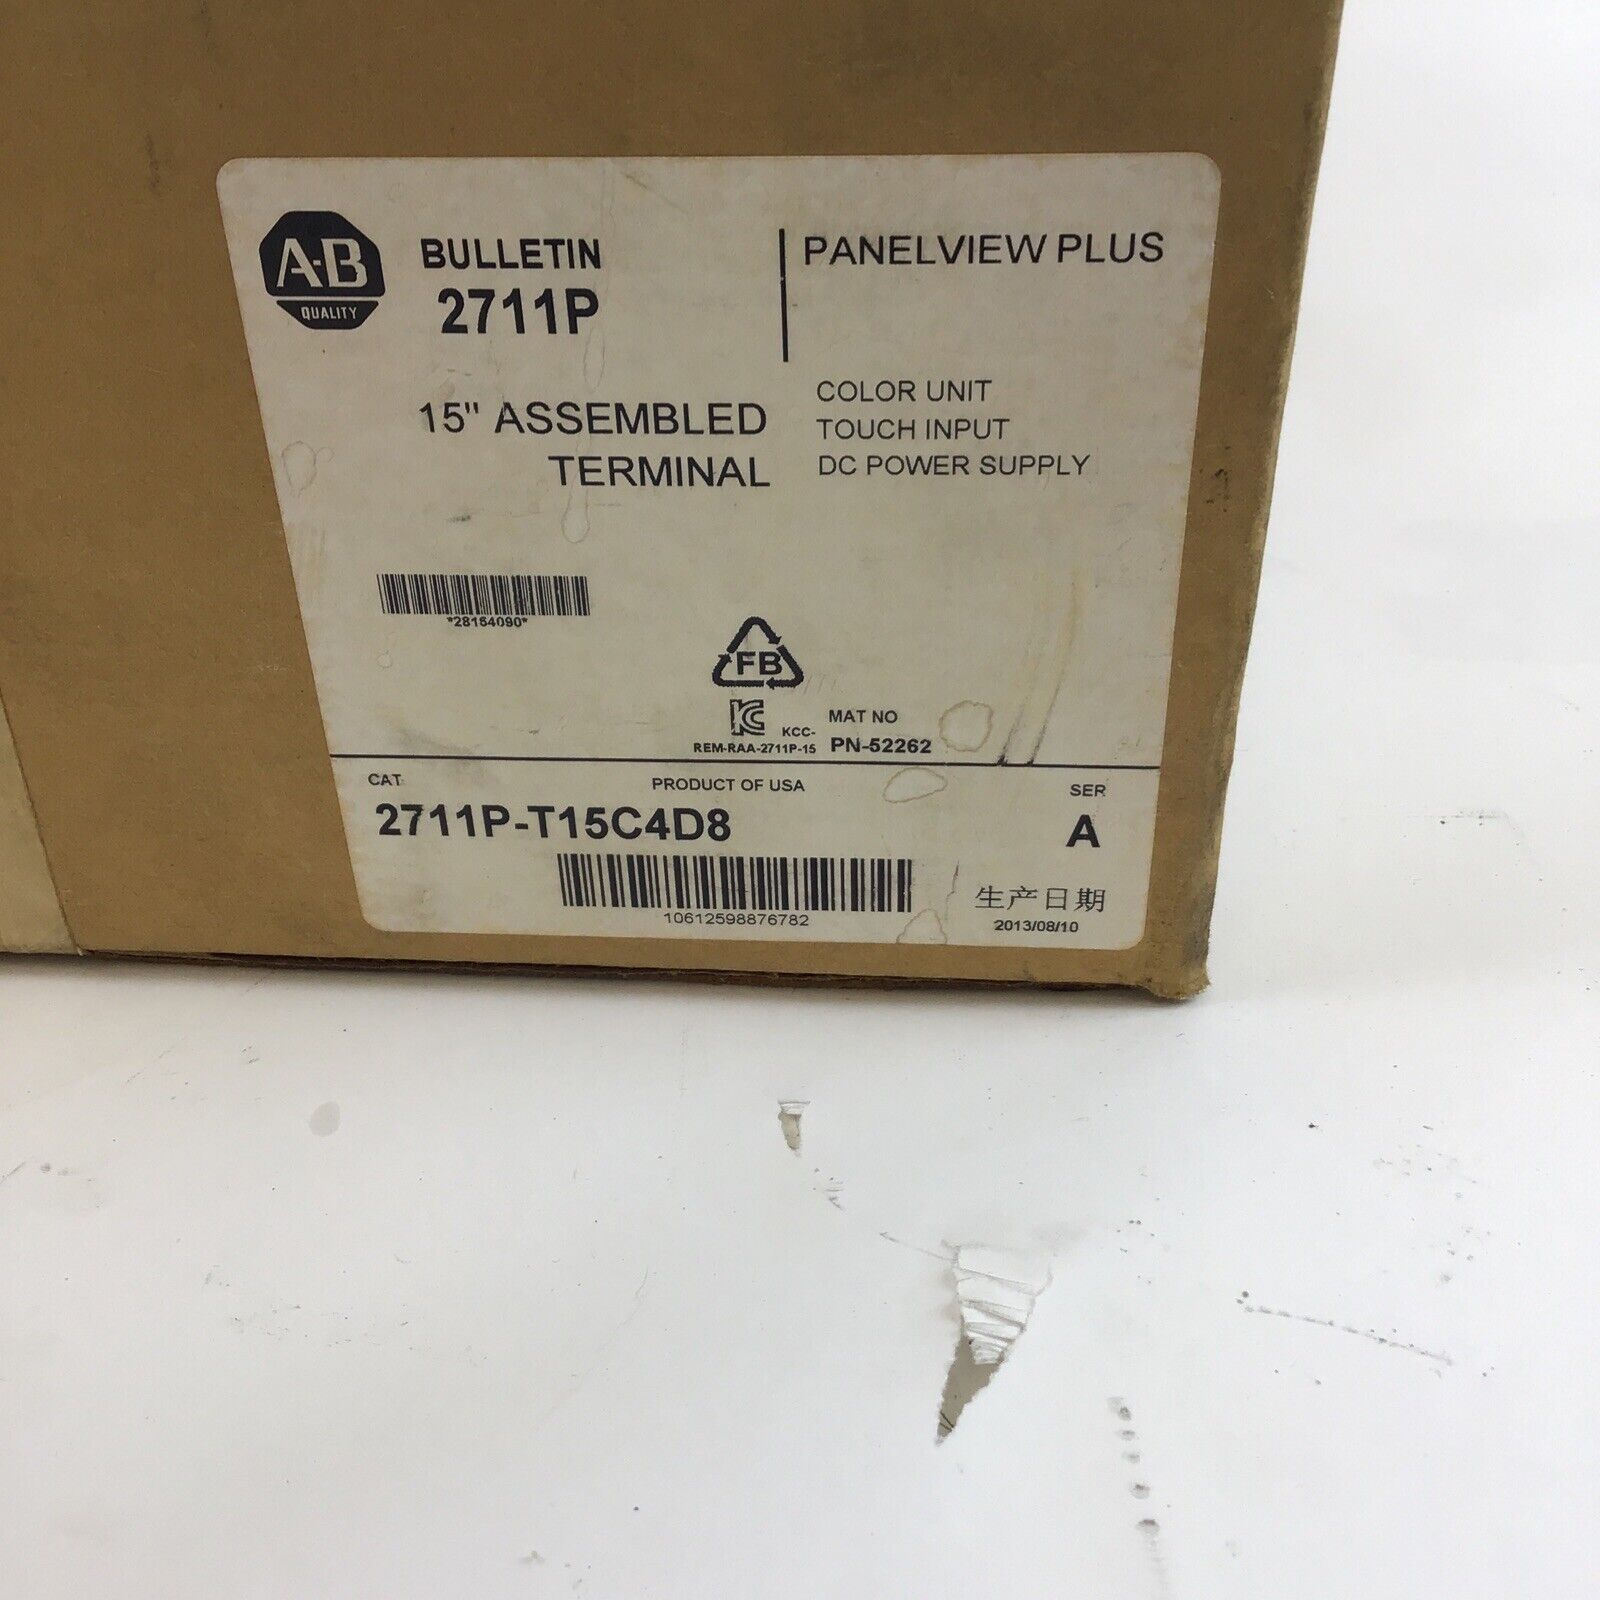 A-B
QUALITY
BULLETIN
2711P
PANELVIEW PLUS
15" ASSEMBLED
TERMINAL
COLOR UNIT
TOUCH INPUT
DC POWER SUPPLY
*28154090*
FB
KC
KCC-
REM-RAA-2711P-15
MAT NO
PN-52262
CAT
PRODUCT OF USA
SER
2711P-T15C4D8
A
10612598876782
生产日期
2013/08/10